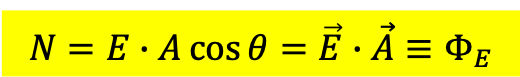 N = E · A cos θ = E⃗ · A⃗ ≡ Φ_E